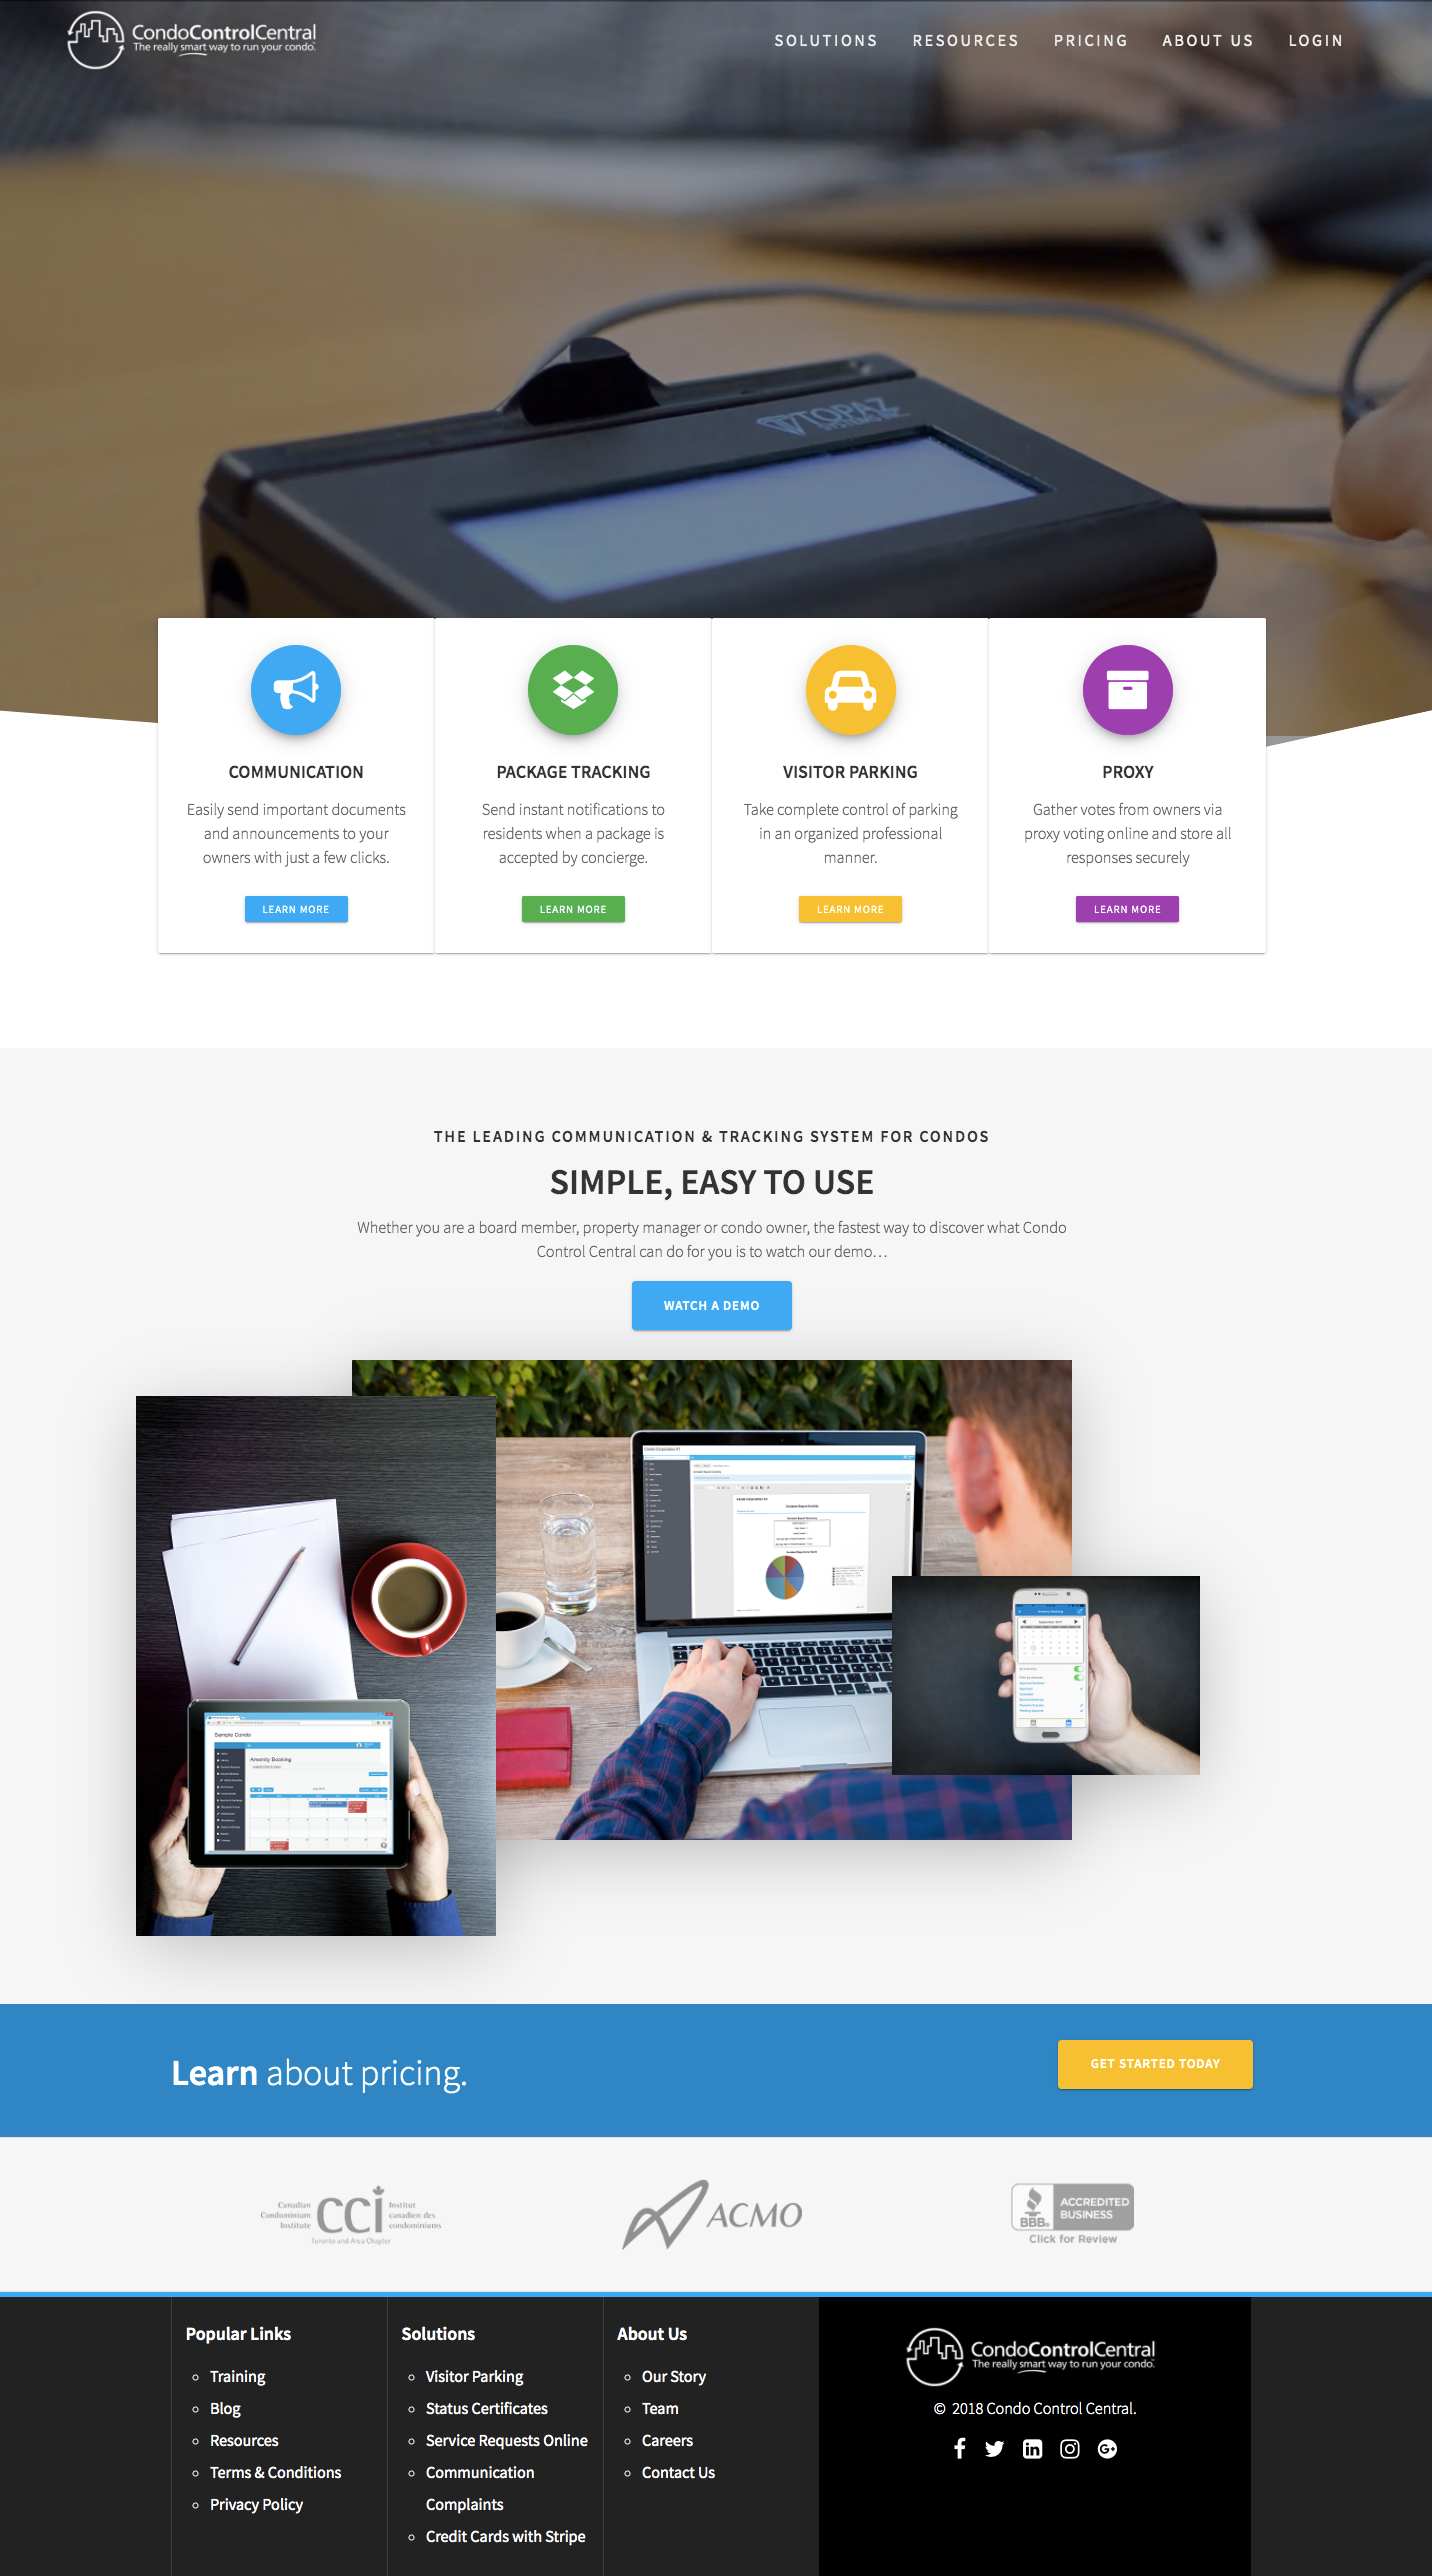 CondoControlCentral
The really smart way to run your condo.
SOLUTIONS RESOURCES PRICING ABOUT US LOGIN
TOPAZ
COMMUNICATION
Easily send important documents
and announcements to your
owners with just a few clicks.
LEARN MORE
PACKAGE TRACKING
Send instant notifications to
residents when a package is
accepted by concierge.
LEARN MORE
VISITOR PARKING
Take complete control of parking
in an organized professional
manner.
LEARN MORE
PROXY
Gather votes from owners via
proxy voting online and store all
responses securely
LEARN MORE
THE LEADING COMMUNICATION & TRACKING SYSTEM FOR CONDOS
SIMPLE, EASY TO USE
Whether you are a board member, property manager or condo owner, the fastest way to discover what Condo
Control Central can do for you is to watch our demo...
WATCH A DEMO
Sample Condo
Amenity Booking
Learn about pricing.
GET STARTED TODAY
Canadian
Condominium
Institute
CCI
Institut
canadien des
condominiums
Toronto and Area Chapter
ACMO
BBB.
ACCREDITED
BUSINESS
Click for Review
Popular Links
Training
Blog
Resources
Terms & Conditions
Privacy Policy
Solutions
Visitor Parking
Status Certificates
Service Requests Online
Communication
Complaints
Credit Cards with Stripe
About Us
Our Story
Team
Careers
Contact Us
CondoControlCentral
The really smart way to run your condo.
© 2018 Condo Control Central.